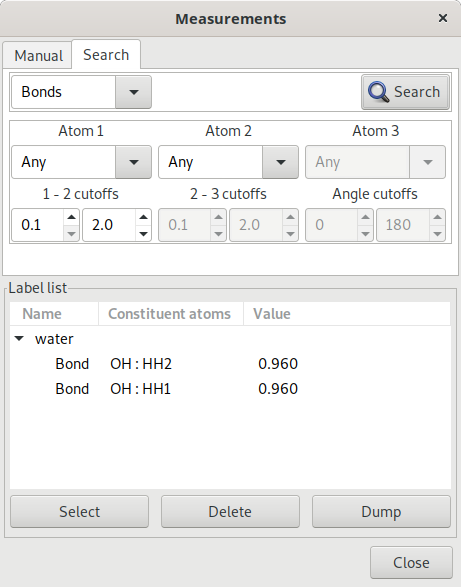 Measurements ×
Manual Search
Bonds Search
Atom 1 Atom 2 Atom 3
Any Any Any
1 - 2 cutoffs 2 - 3 cutoffs Angle cutoffs
0.1 2.0 0.1 2.0 0 180
Label list
Name Constituent atoms Value
water
Bond OH : HH2 0.960
Bond OH : HH1 0.960
Select Delete Dump
Close